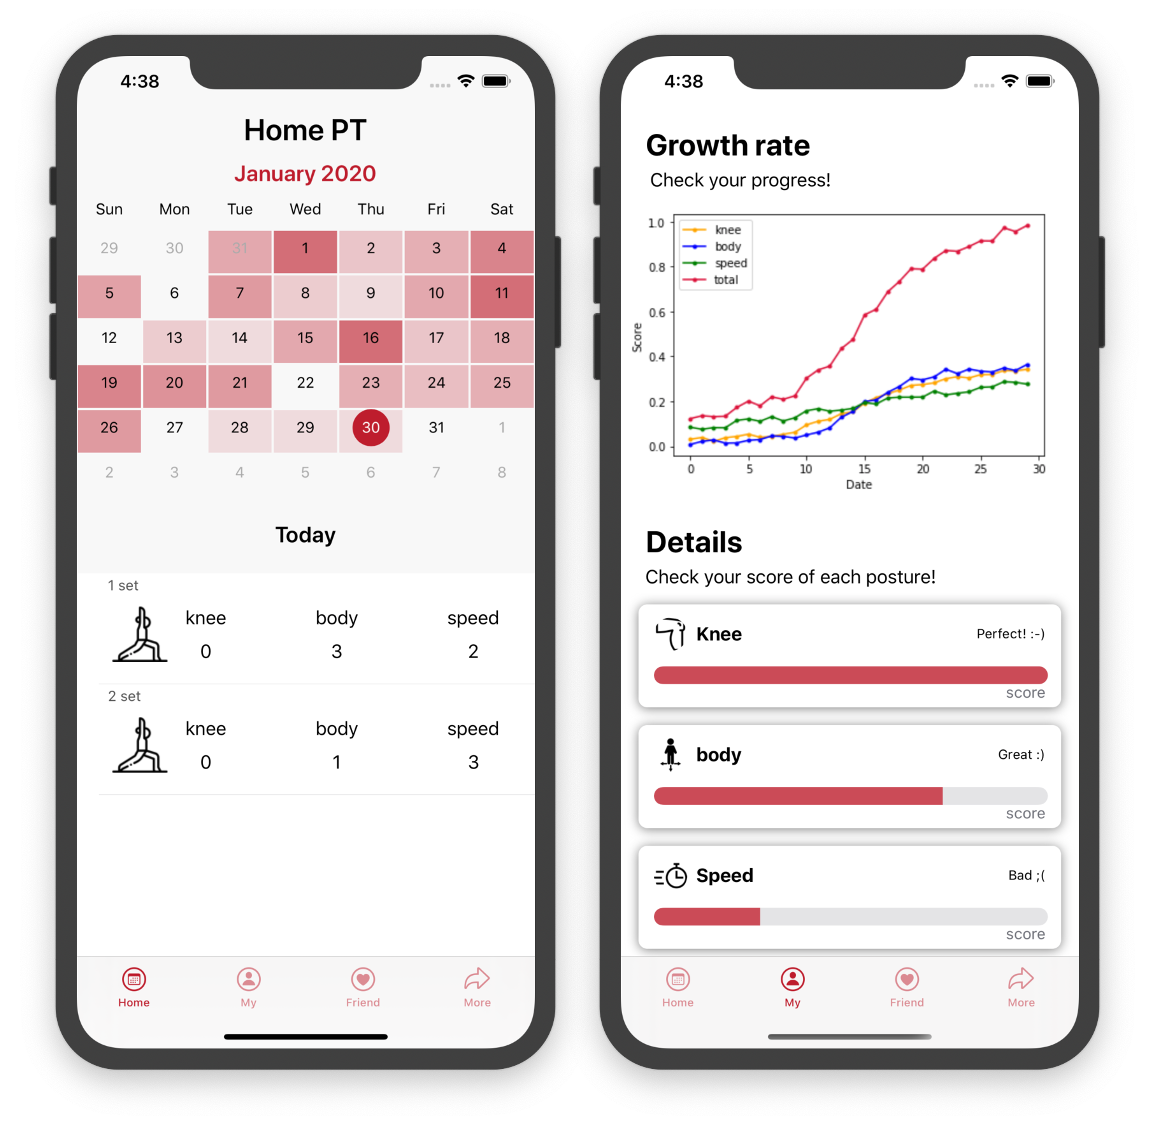 4:38
Home PT
January 2020
Sun Mon Tue Wed Thu Fri Sat
29 30 31 1 2 3 4
5 6 7 8 9 10 11
12 13 14 15 16 17 18
19 20 21 22 23 24 25
26 27 28 29 30 31 1
2 3 4 5 6 7 8
Today
1 set
knee body speed
0 3 2
2 set
knee body speed
0 1 3
Home My Friend More
4:38
Growth rate
Check your progress!
1.0
0.8
0.6
0.4
0.2
0.0
Score
knee
body
speed
total
0 5 10 15 20 25 30
Date
Details
Check your score of each posture!
Knee Perfect! :-)
score
body Great :)
score
Speed Bad ;(
score
Home My Friend More